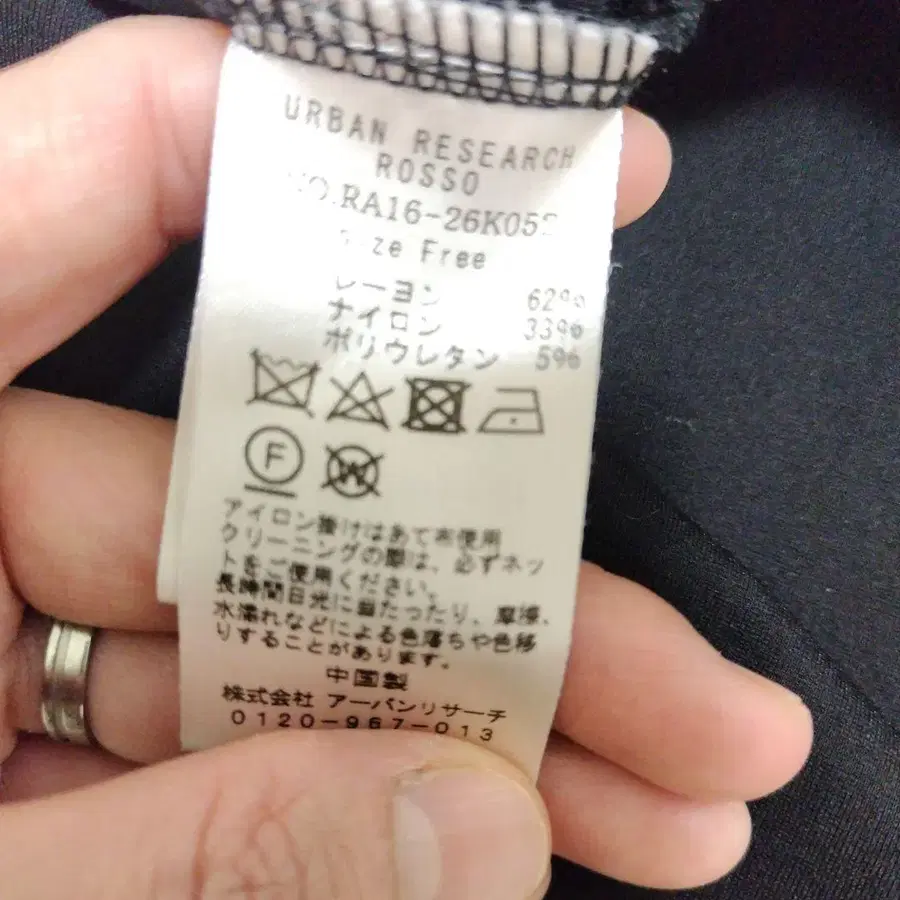 URBAN RESEARCH
ROSSO
NO.RA16-26K05
Size Free
レーヨン 62%
ナイロン 33%
ポリウレタン 5%
F
W
アイロン掛けはあて布使用
クリーニングの際は、必ずネッ
トをご使用ください。
長時間日光に当たったり、摩擦、
水濡れなどによる色落ちや色移
りすることがあります。
中国製
株式会社 アーバンリサーチ
0120-967-013